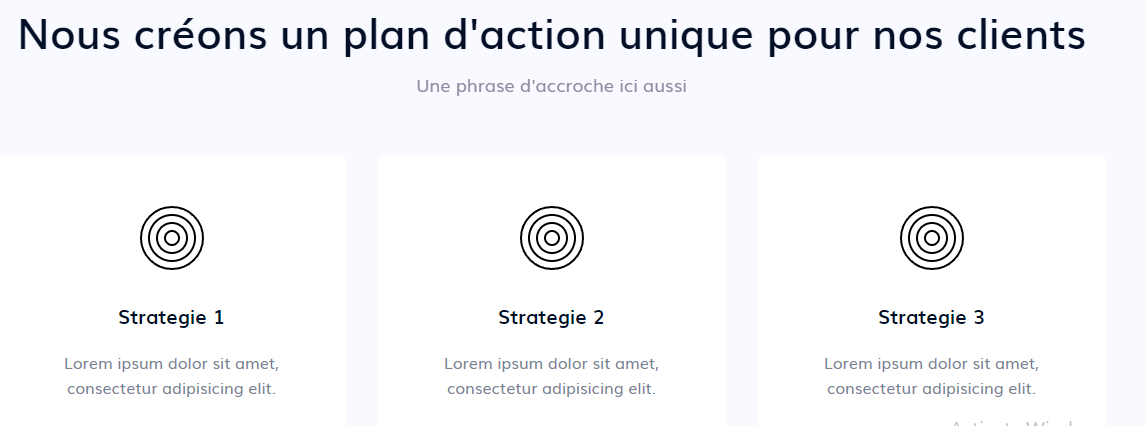 Nous créons un plan d'action unique pour nos clients
Une phrase d'accroche ici aussi
Strategie 1
Lorem ipsum dolor sit amet,
consectetur adipisicing elit.
Strategie 2
Lorem ipsum dolor sit amet,
consectetur adipisicing elit.
Strategie 3
Lorem ipsum dolor sit amet,
consectetur adipisicing elit.